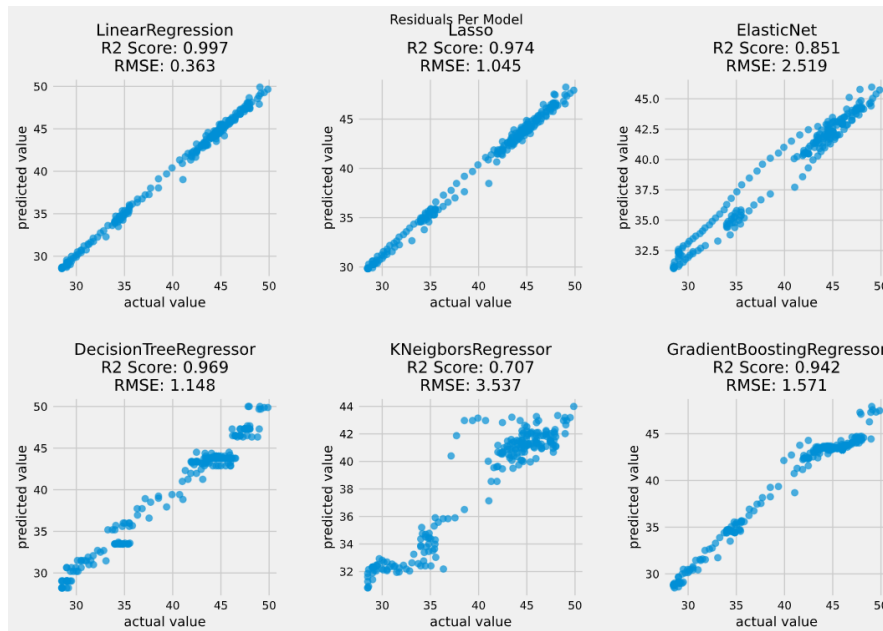 Residuals Per Model
LinearRegression
R2 Score: 0.997
RMSE: 0.363
Lasso
R2 Score: 0.974
RMSE: 1.045
ElasticNet
R2 Score: 0.851
RMSE: 2.519
predicted value
50
45
40
35
30
30
35
40
45
50
actual value
predicted value
45
40
35
30
30
35
40
45
50
actual value
predicted value
45.0
42.5
40.0
37.5
35.0
32.5
30
35
40
45
50
actual value
DecisionTreeRegressor
R2 Score: 0.969
RMSE: 1.148
KNeigborsRegressor
R2 Score: 0.707
RMSE: 3.537
GradientBoostingRegressor
R2 Score: 0.942
RMSE: 1.571
predicted value
50
45
40
35
30
30
35
40
45
50
actual value
predicted value
44
42
40
38
36
34
32
30
35
40
45
50
actual value
predicted value
45
40
35
30
30
35
40
45
50
actual value